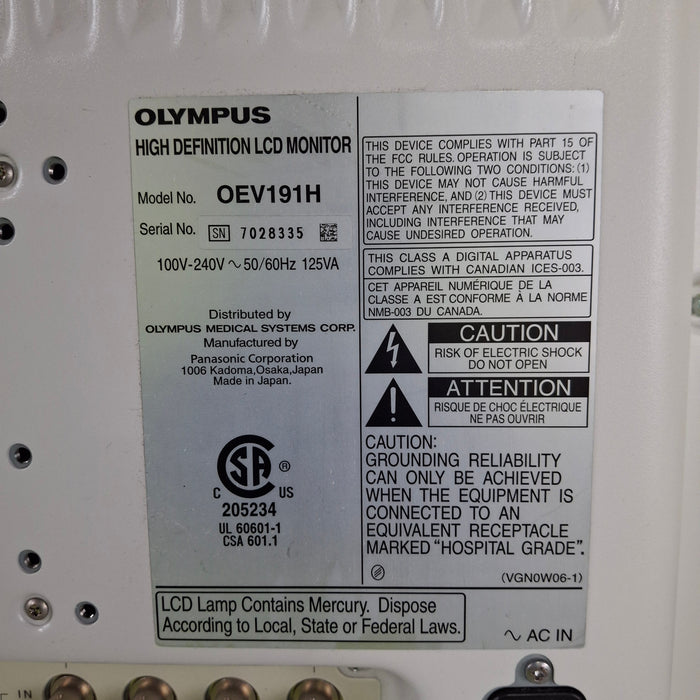 OLYMPUS
HIGH DEFINITION LCD MONITOR
Model No. OEV191H
Serial No. SN 7028335
100V-240V ～ 50/60Hz 125VA
Distributed by
OLYMPUS MEDICAL SYSTEMS CORP.
Manufactured by
Panasonic Corporation
1006 Kadoma,Osaka,Japan
Made in Japan.
CSA ®
C US
205234
UL 60601-1
CSA 601.1
THIS DEVICE COMPLIES WITH PART 15 OF
THE FCC RULES. OPERATION IS SUBJECT
TO THE FOLLOWING TWO CONDITIONS: (1)
THIS DEVICE MAY NOT CAUSE HARMFUL
INTERFERENCE, AND (2) THIS DEVICE MUST
ACCEPT ANY INTERFERENCE RECEIVED,
INCLUDING INTERFERENCE THAT MAY
CAUSE UNDESIRED OPERATION.
THIS CLASS A DIGITAL APPARATUS
COMPLIES WITH CANADIAN ICES-003.
CET APPAREIL NUMÉRIQUE DE LA
CLASSE A EST CONFORME À LA NORME
NMB-003 DU CANADA.
CAUTION
RISK OF ELECTRIC SHOCK
DO NOT OPEN
ATTENTION
RISQUE DE CHOC ÉLECTRIQUE
NE PAS OUVRIR
CAUTION:
GROUNDING RELIABILITY
CAN ONLY BE ACHIEVED
WHEN THE EQUIPMENT IS
CONNECTED TO AN
EQUIVALENT RECEPTACLE
MARKED “HOSPITAL GRADE”.
(VGN0W06-1)
LCD Lamp Contains Mercury. Dispose
According to Local, State or Federal Laws.
～ AC IN
IN